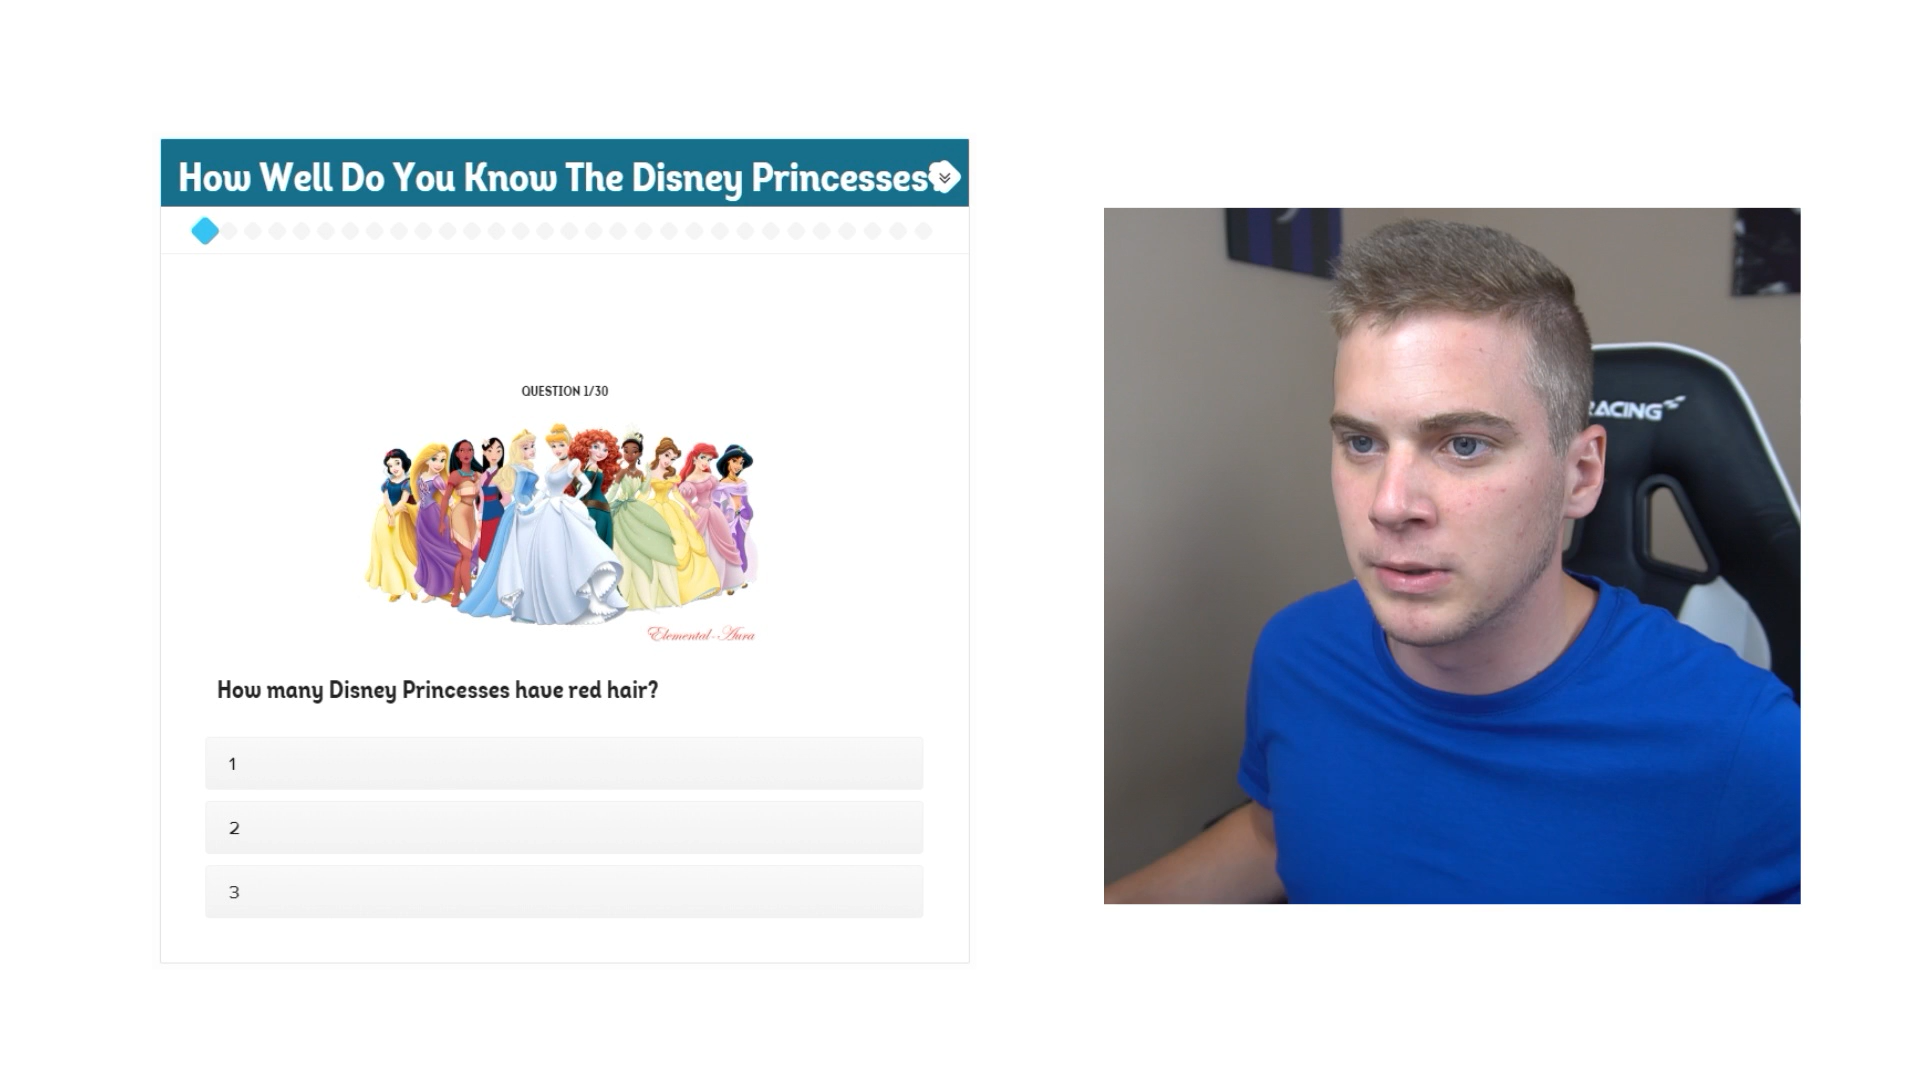 How Well Do You Know The Disney Princesses
QUESTION 1/30
Elemental-Aura
How many Disney Princesses have red hair?
1
2
3
RACING